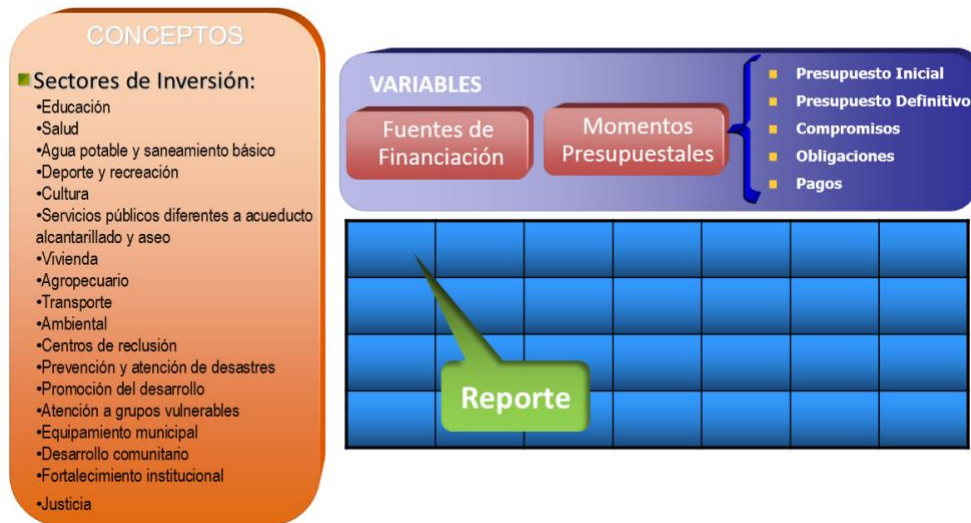 CONCEPTOS
Sectores de Inversión:
•Educación
•Salud
•Agua potable y saneamiento básico
•Deporte y recreación
•Cultura
•Servicios públicos diferentes a acueducto
alcantarillado y aseo
•Vivienda
•Agropecuario
•Transporte
•Ambiental
•Centros de reclusión
•Prevención y atención de desastres
•Promoción del desarrollo
•Atención a grupos vulnerables
•Equipamiento municipal
•Desarrollo comunitario
•Fortalecimiento institucional
•Justicia
VARIABLES
Fuentes de
Financiación
Momentos
Presupuestales
Presupuesto Inicial
Presupuesto Definitivo
Compromisos
Obligaciones
Pagos
Reporte